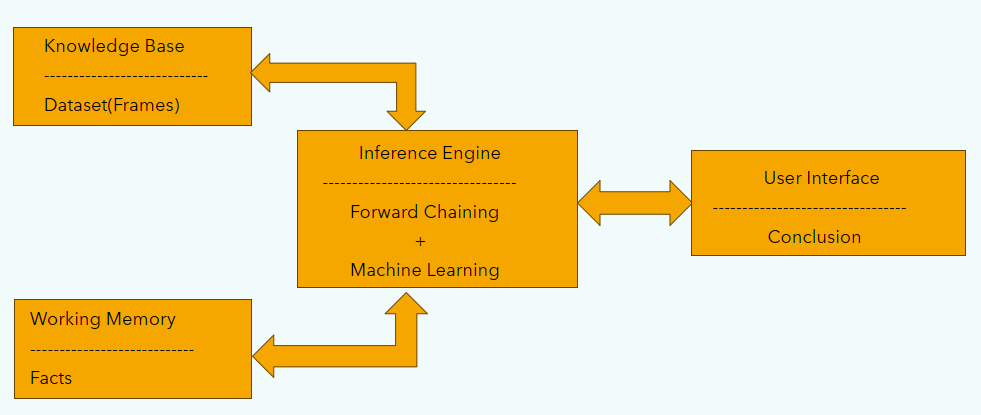 Knowledge Base
----------------------------
Dataset(Frames)
Inference Engine
---------------------------------
Forward Chaining
+
Machine Learning
User Interface
---------------------------------
Conclusion
Working Memory
----------------------------
Facts